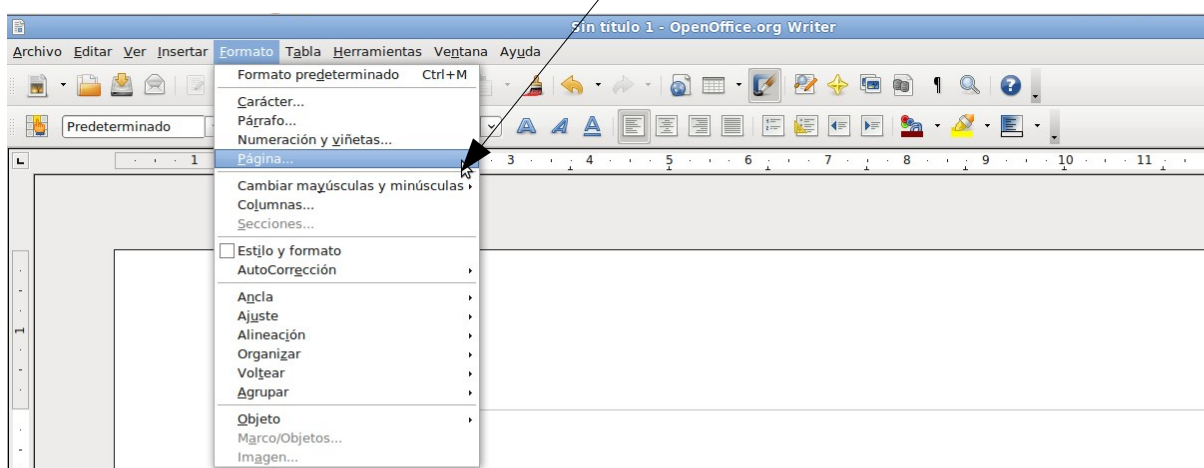 Sin título 1 - OpenOffice.org Writer
Archivo Editar Ver Insertar Formato Tabla Herramientas Ventana Ayuda
Formato predeterminado Ctrl+M
Carácter...
Párrafo...
Predeterminado
Numeración y viñetas...
Página...
1 3 4 5 6 7 8 9 10 11
Cambiar mayúsculas y minúsculas
Columnas...
Secciones...
Estilo y formato
AutoCorrección
Ancla
Ajuste
1
Alineación
Organizar
Voltear
Agrupar
Objeto
Marco/Objetos...
Imagen...